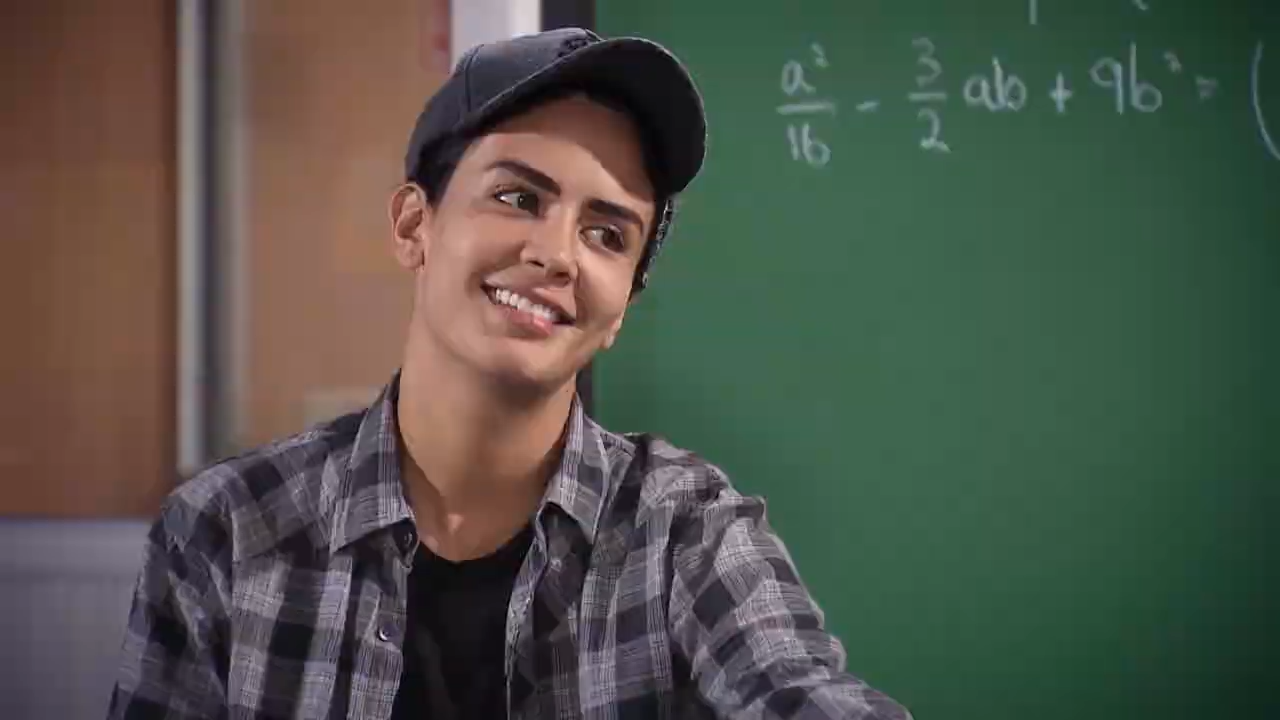 a²/16 - 3/2 ab + 9b² = (